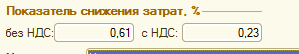 Показатель снижения затрат, %
без НДС: 0,61 с НДС: 0,23